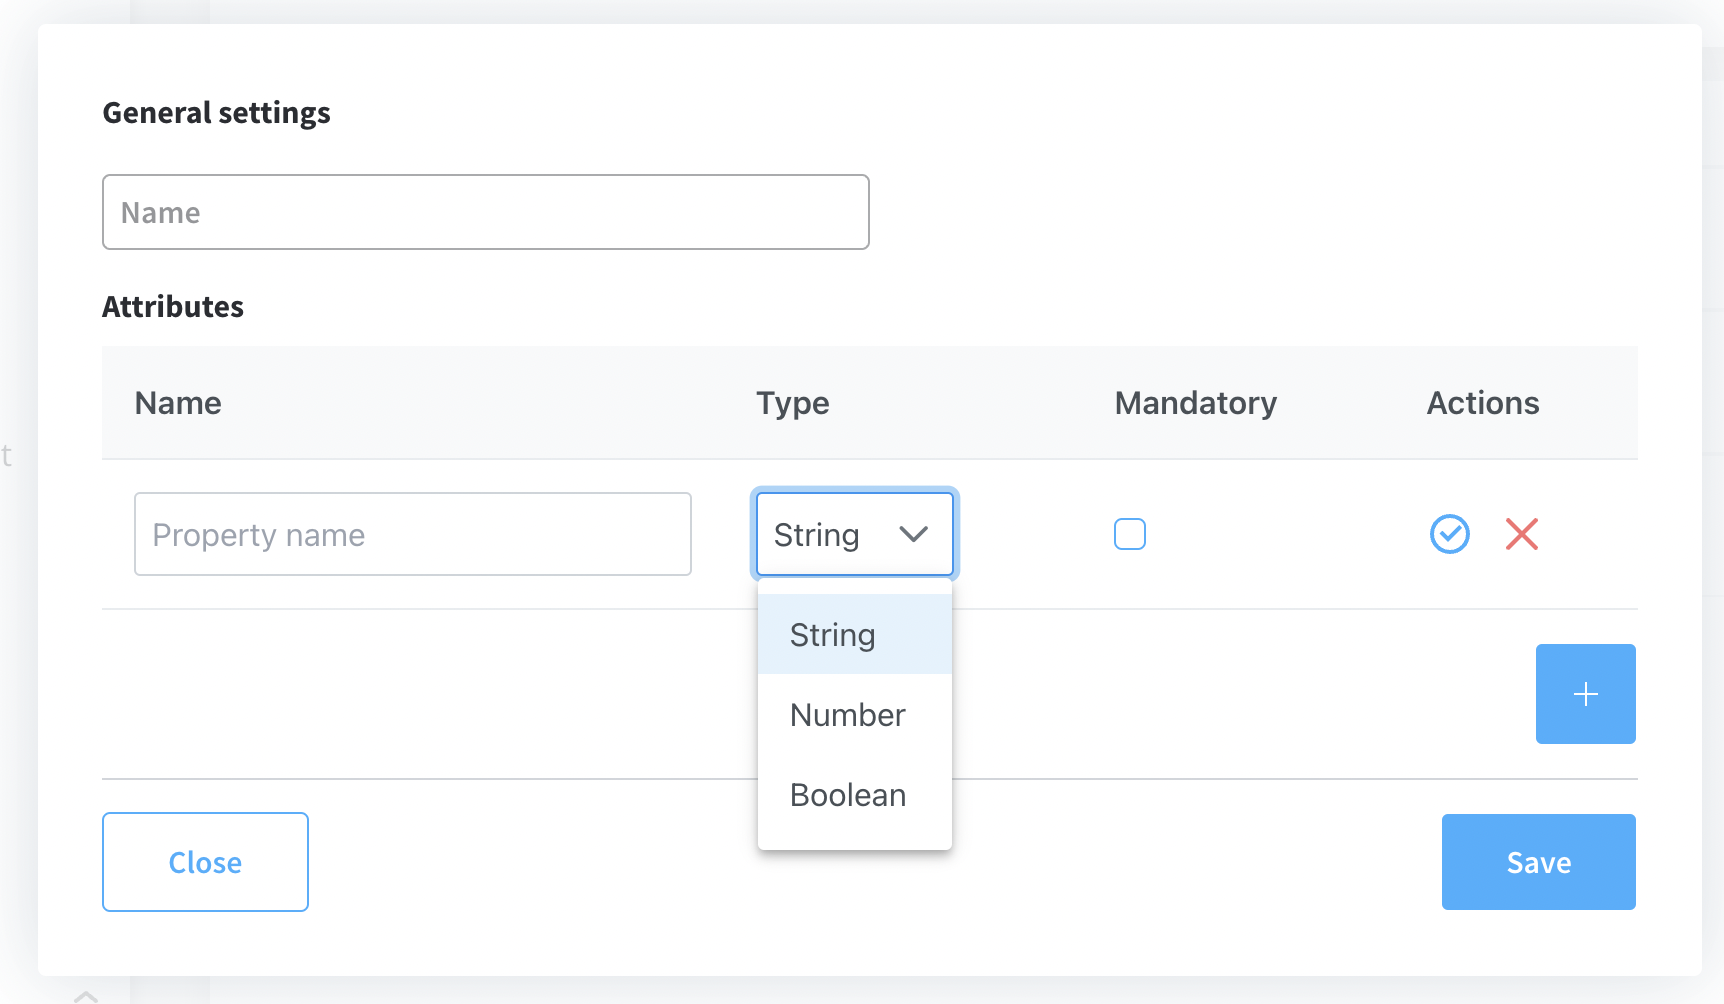 General settings
Name
Attributes
Name Type Mandatory Actions
t
Property name String
String
Number
Boolean
+
Close Save